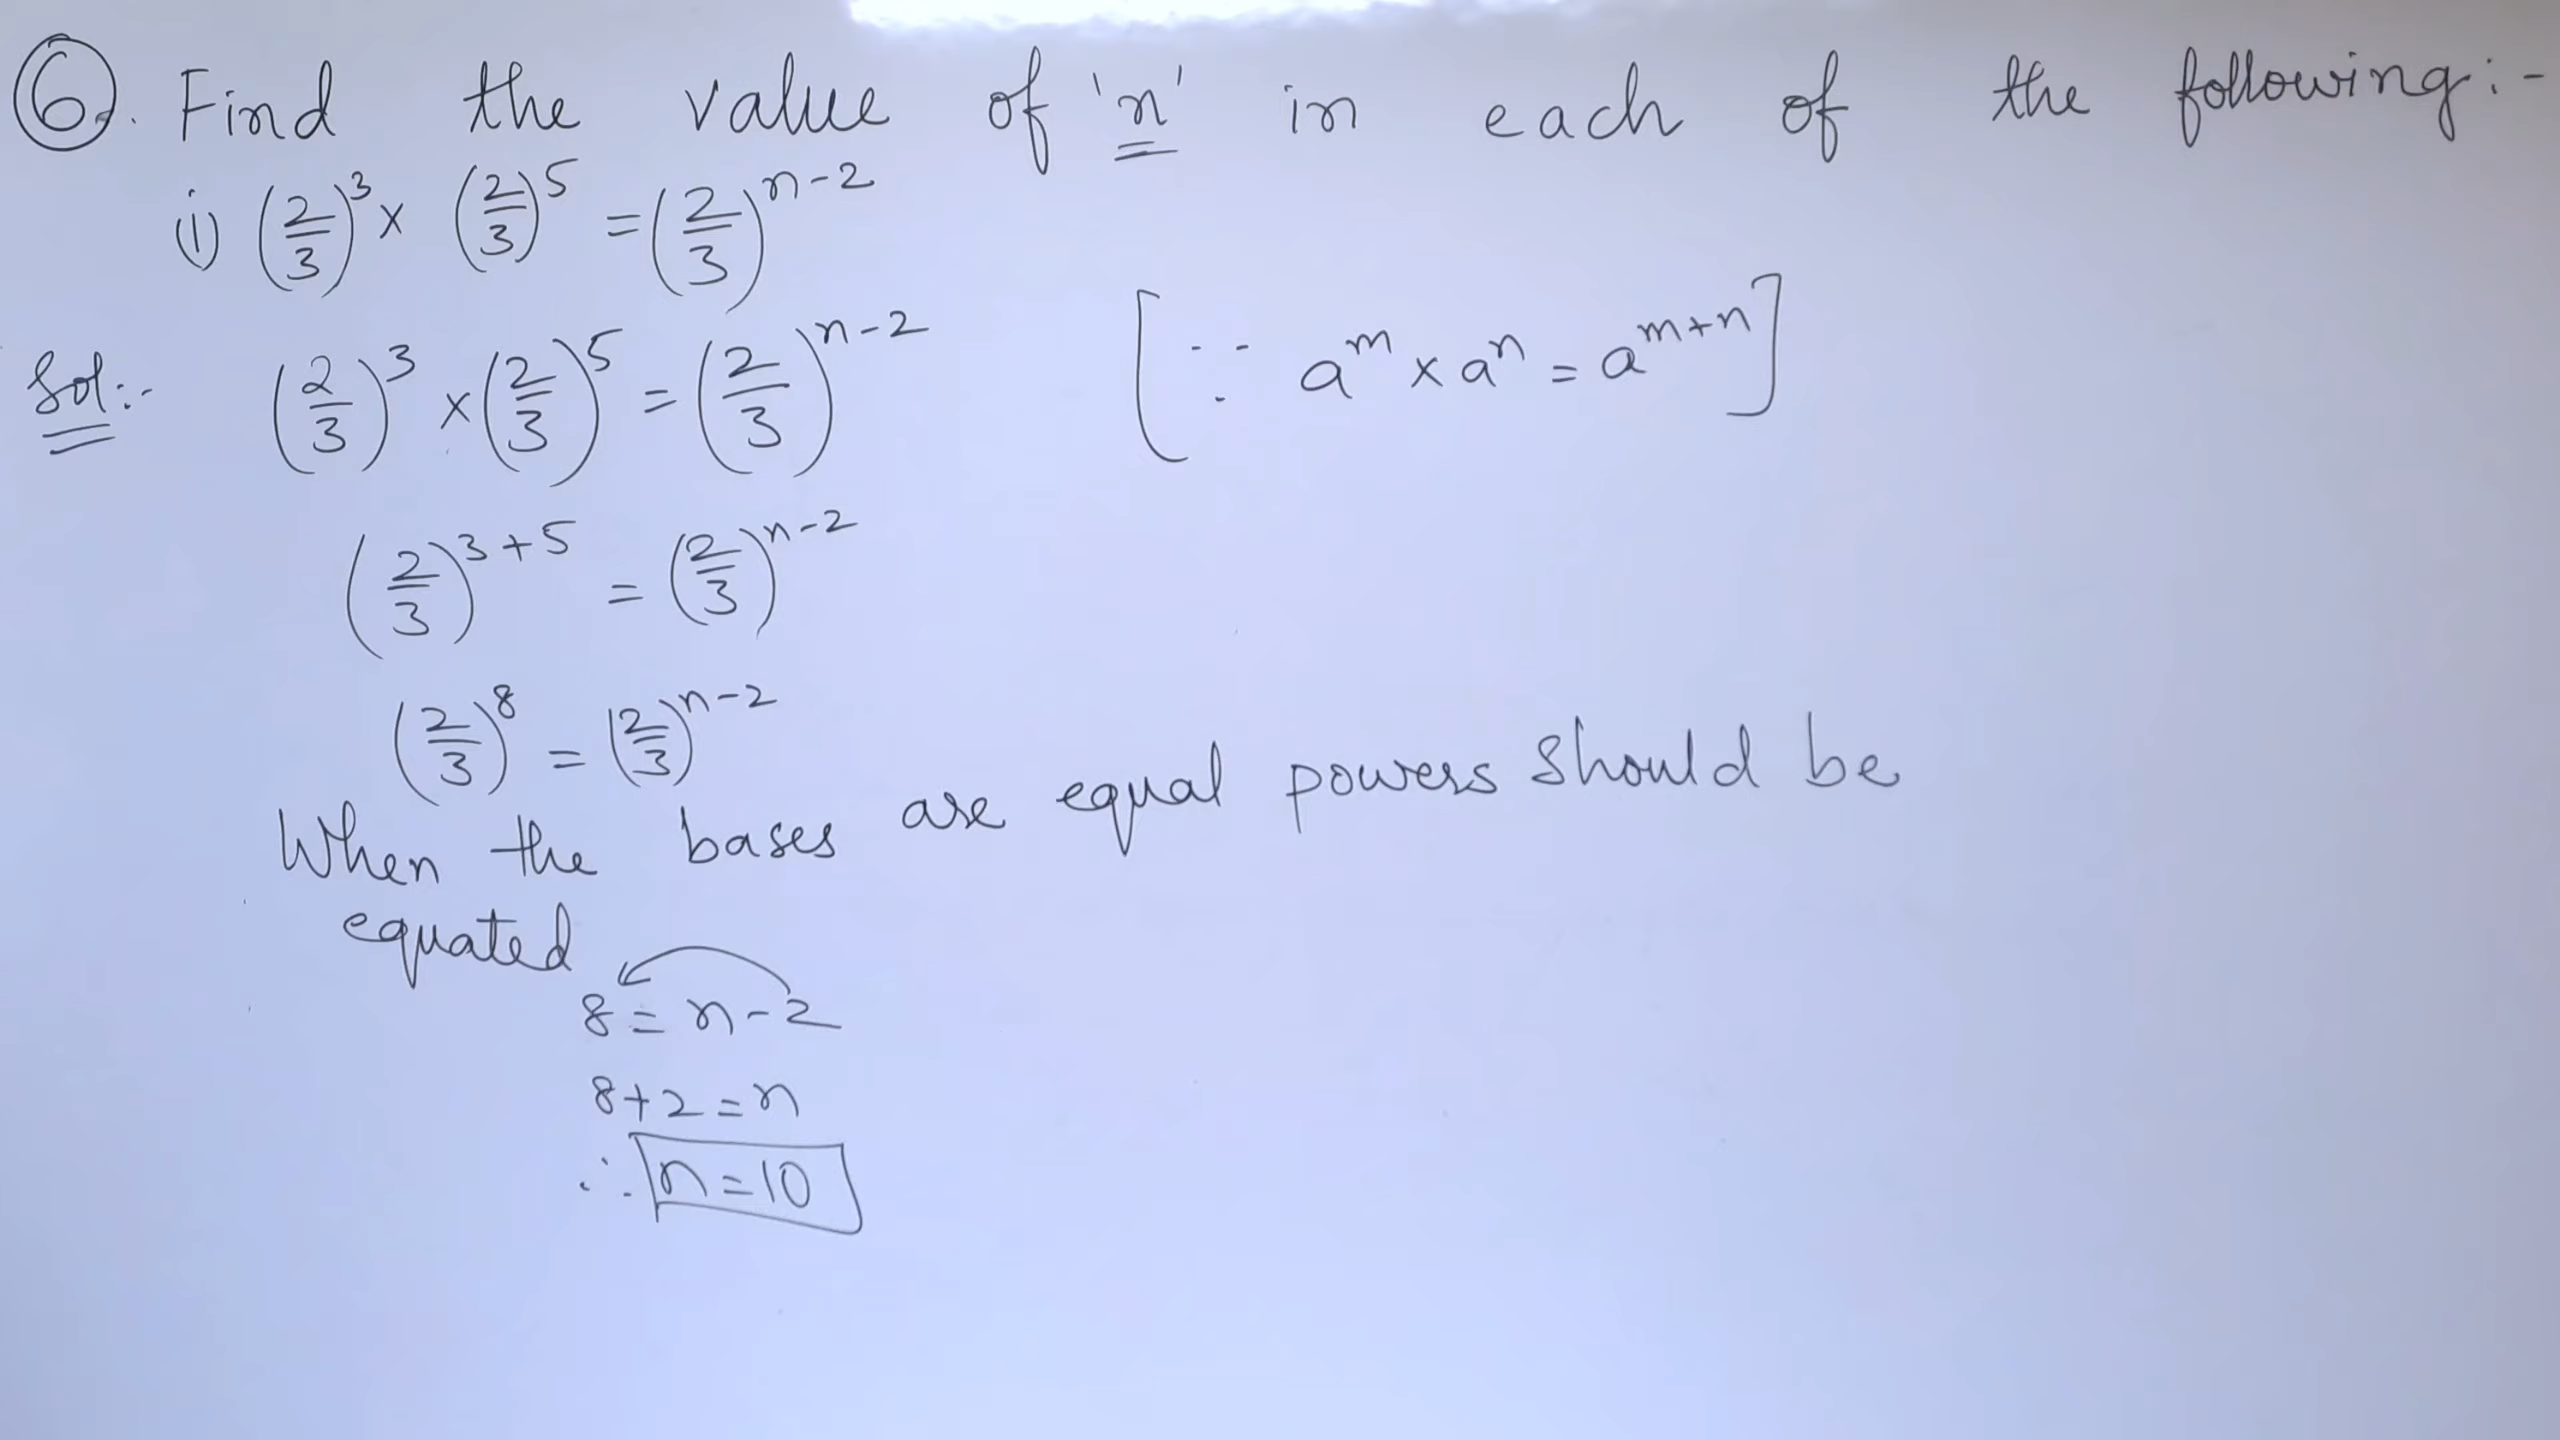 6. Find the value of 'n' in each of the following:-
(i) (2/3)^3 × (2/3)^5 = (2/3)^(n-2)
Sol:- (2/3)^3 × (2/3)^5 = (2/3)^(n-2) [∵ a^m × a^n = a^(m+n)]
(2/3)^(3+5) = (2/3)^(n-2)
(2/3)^8 = (2/3)^(n-2)
When the bases are equal powers should be
equated
8 = n-2
8+2 = n
∴ n = 10